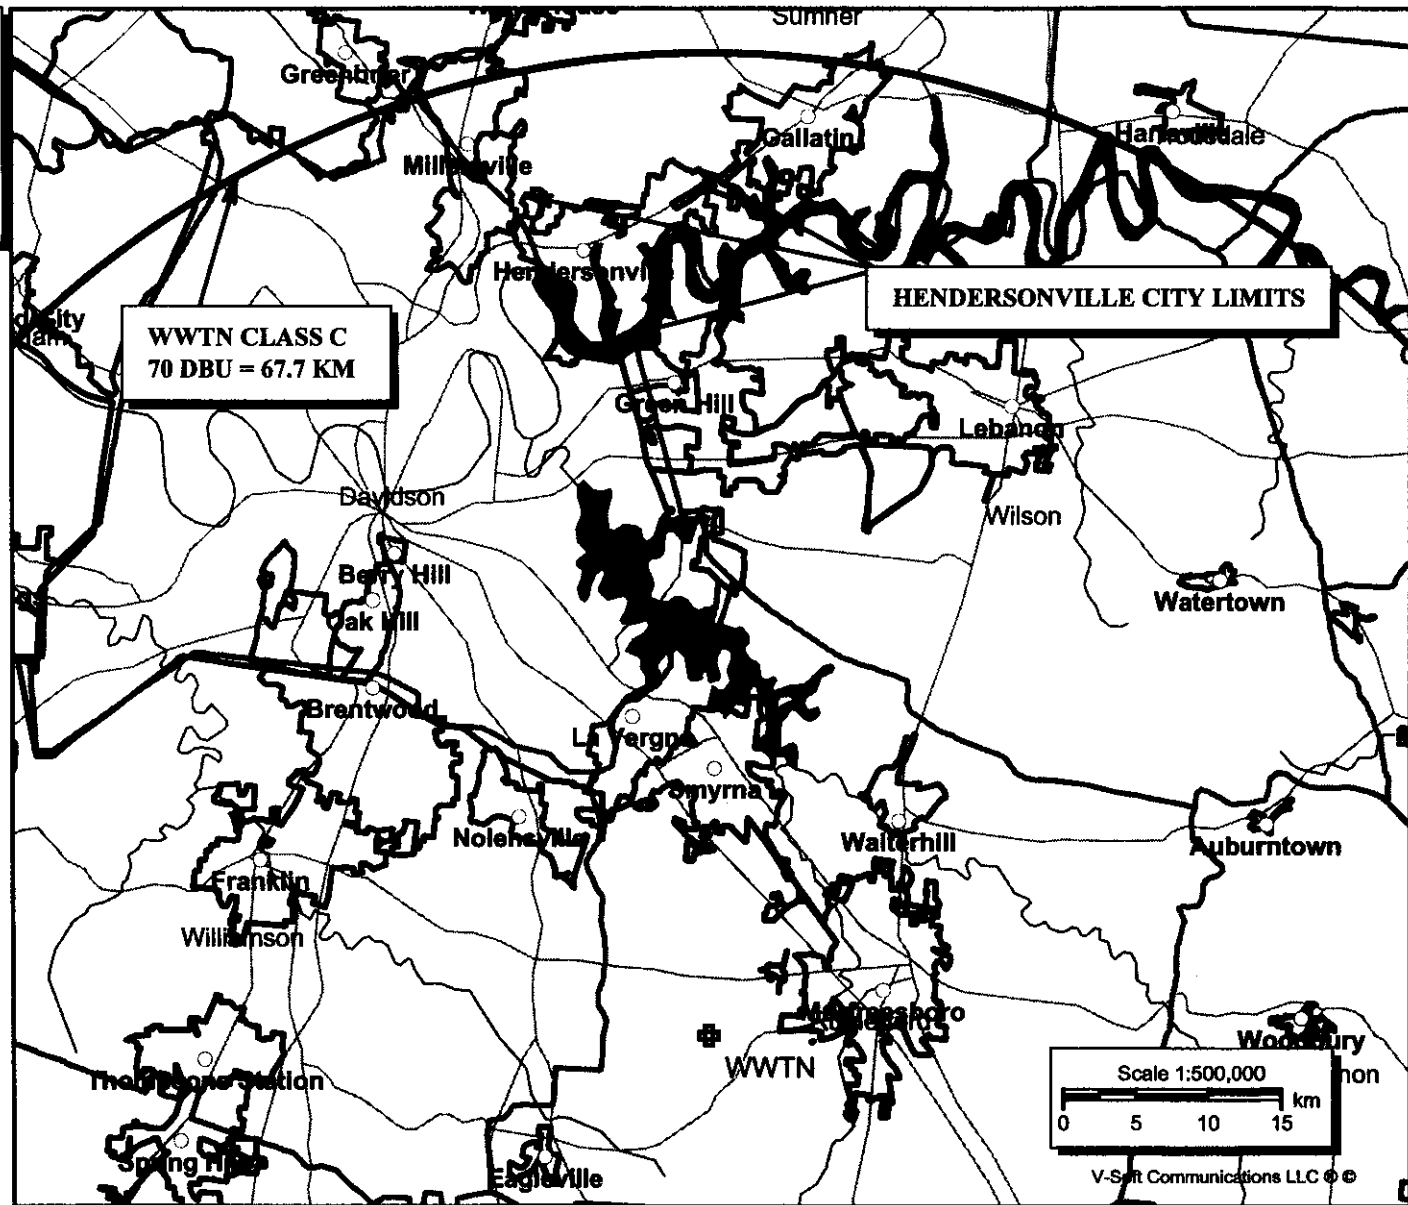 Sumner
Greenbrier
Gallatin
Millersville
Hendersonville
HENDERSONVILLE CITY LIMITS
WWTN CLASS C
70 DBU = 67.7 KM
Green Hill
Lebanon
Davidson
Wilson
Berry Hill
Oak Hill
Watertown
Brentwood
La Vergne
Smyrna
Nolensville
Walterhill
Auburntown
Franklin
Williamson
Murfreesboro
WWTN
Woodbury
non
Thompsons Station
Scale 1:500,000
km
0 5 10 15
Spring Hill
Eagleville
V-Soft Communications LLC ® ©